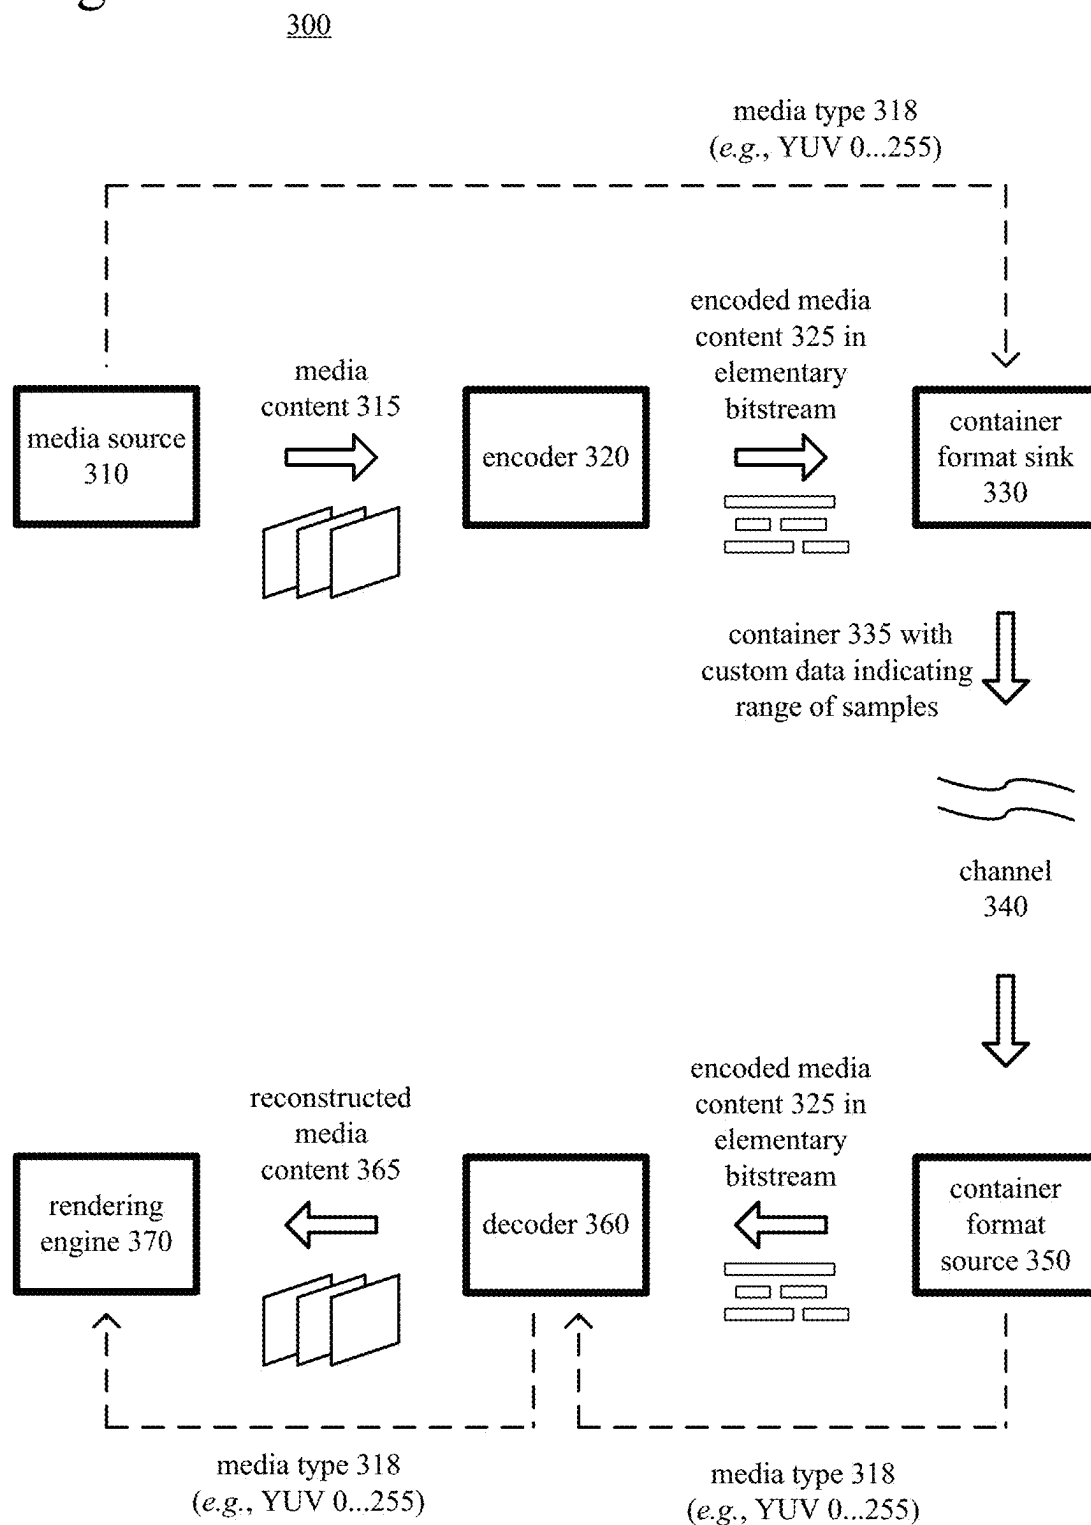 300
media type 318
(e.g., YUV 0...255)
media source
310
media
content 315
encoder 320
encoded media
content 325 in
elementary
bitstream
container
format sink
330
container 335 with
custom data indicating
range of samples
channel
340
rendering
engine 370
reconstructed
media
content 365
decoder 360
encoded media
content 325 in
elementary
bitstream
container
format
source 350
media type 318
(e.g., YUV 0...255)
media type 318
(e.g., YUV 0...255)